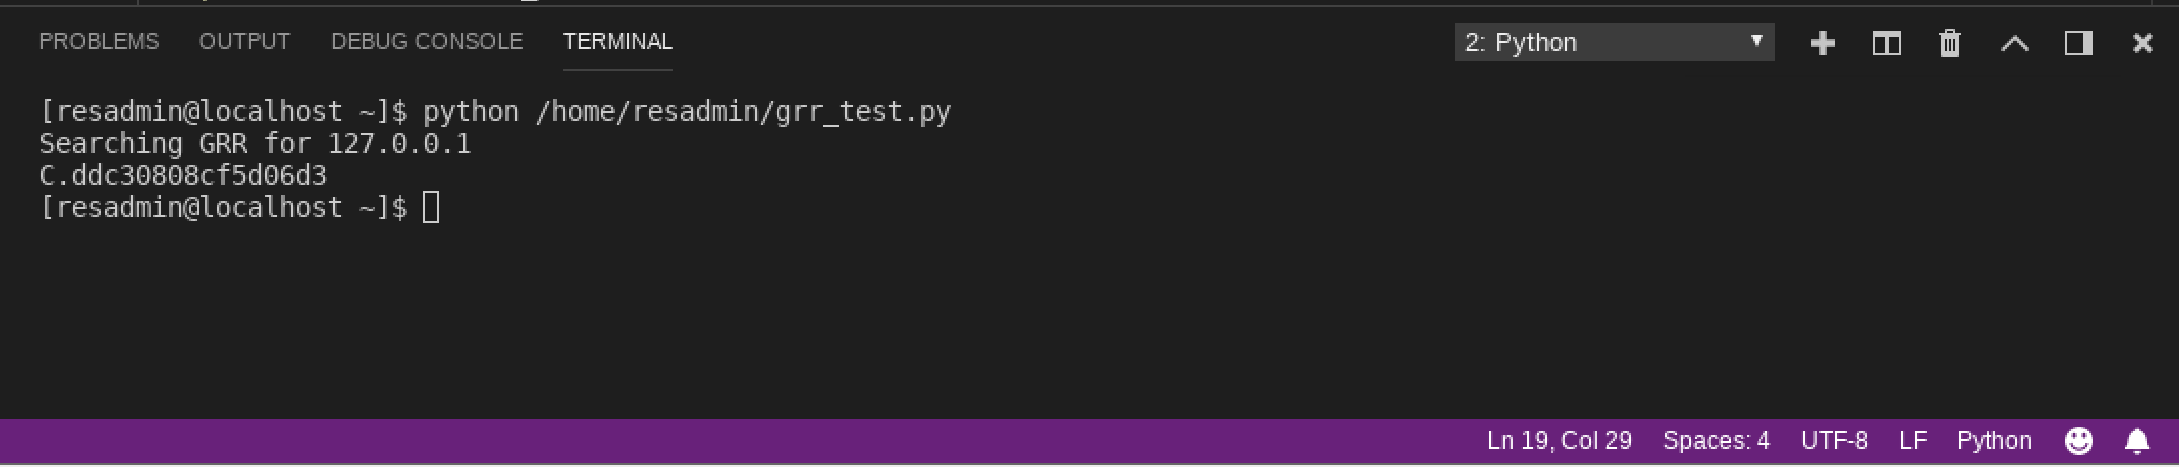 PROBLEMS OUTPUT DEBUG CONSOLE TERMINAL 2: Python
[resadmin@localhost ~]$ python /home/resadmin/grr_test.py
Searching GRR for 127.0.0.1
C.ddc30808cf5d06d3
[resadmin@localhost ~]$
Ln 19, Col 29 Spaces: 4 UTF-8 LF Python